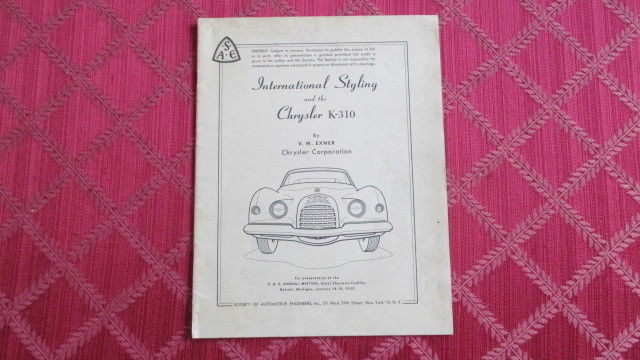 S
A E
PREPRINT. Subject to revision. Permission to publish this paper, in full
or in part, after its presentation is granted provided full credit is
given to the author and the Society. The Society is not responsible for
statements or opinions advanced in papers or discussions at its meetings.
International Styling
and the
Chrysler K-310
By
V. M. EXNER
Chrysler Corporation
For presentation at the
S. A. E. ANNUAL MEETING, Hotel Sheraton-Cadillac
Detroit, Michigan, January 14-18, 1952
SOCIETY OF AUTOMOTIVE ENGINEERS, Inc., 29 West 39th Street, New York 18, N. Y.